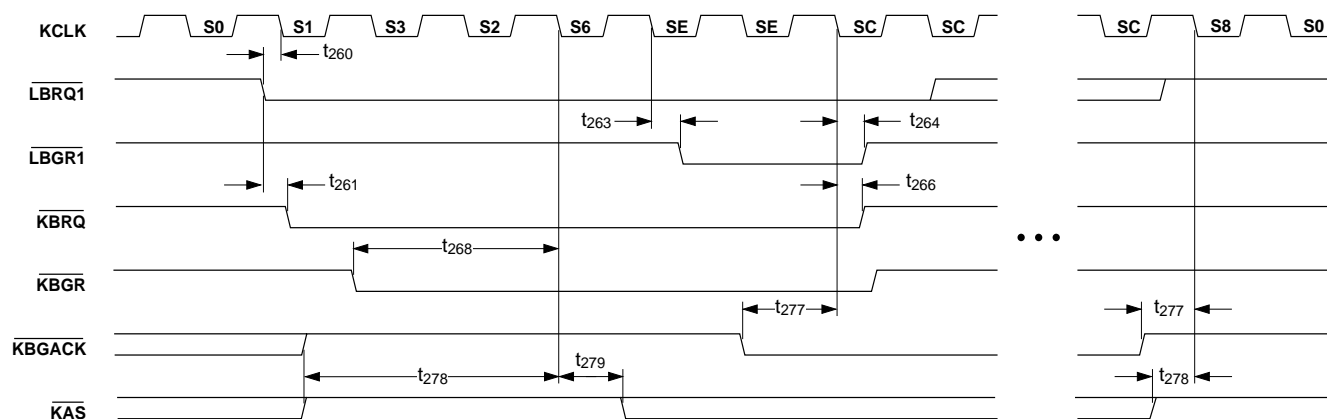 KCLK S0 S1 S3 S2 S6 SE SE SC SC SC S8 S0
t260
LBRQ1
t263 t264
LBGR1
t261 t266
KBRQ
t268
• • •
KBGR
t277 t277
KBGACK
t278 t279 t278
KAS